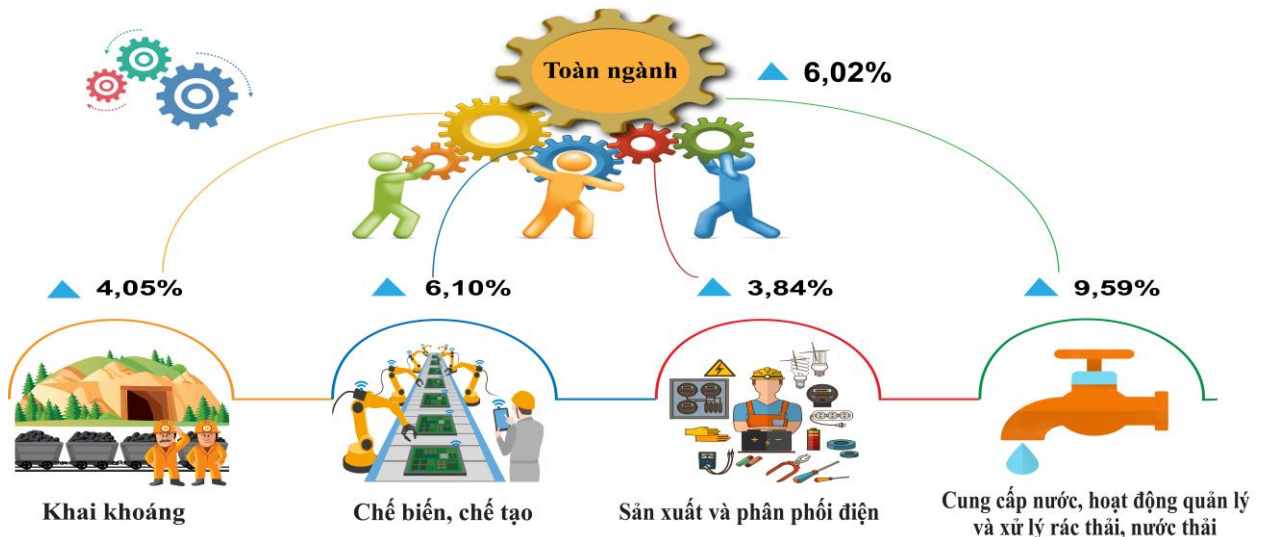 Toàn ngành
6,02%
4,05%
6,10%
3,84%
9,59%
Khai khoáng
Chế biến, chế tạo
Sản xuất và phân phối điện
Cung cấp nước, hoạt động quản lý
và xử lý rác thải, nước thải